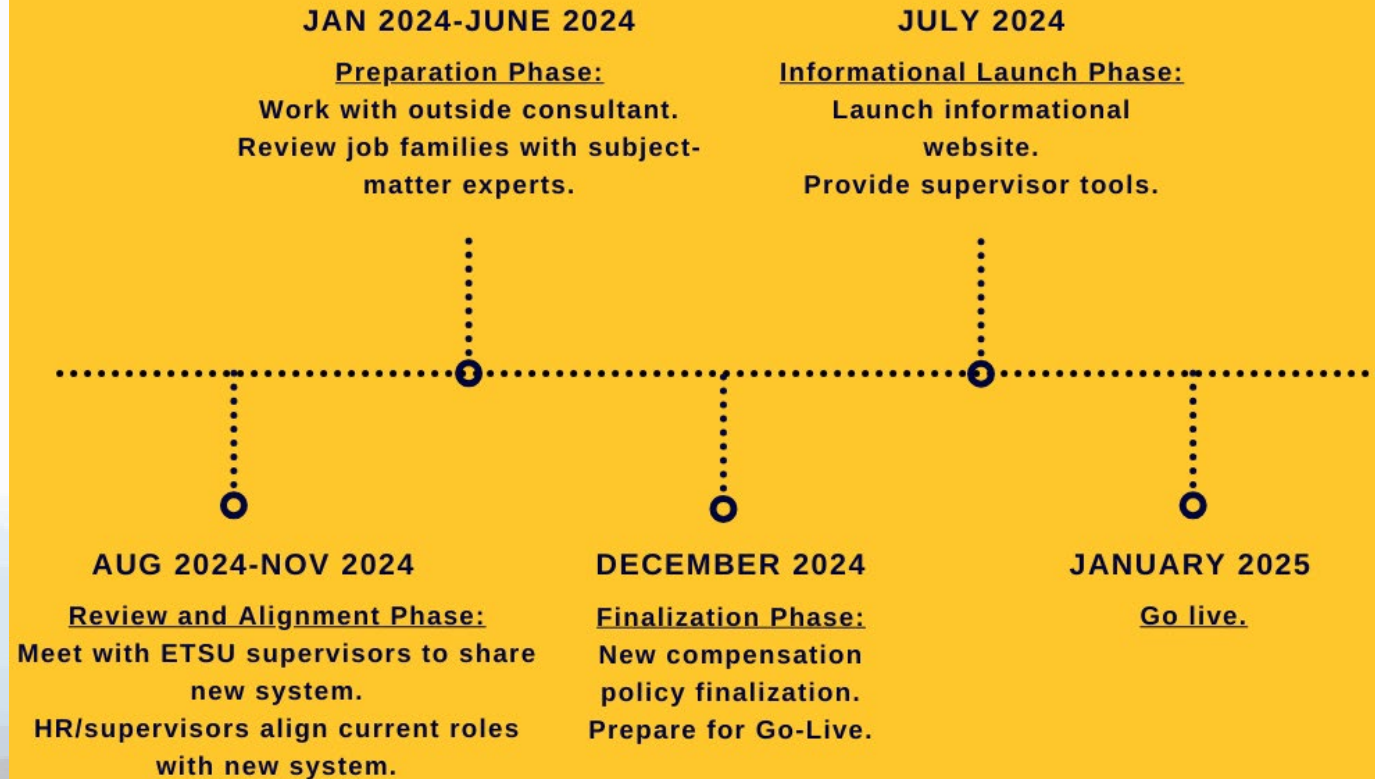 JAN 2024-JUNE 2024
Preparation Phase:
Work with outside consultant.
Review job families with subject-
matter experts.
JULY 2024
Informational Launch Phase:
Launch informational
website.
Provide supervisor tools.
AUG 2024-NOV 2024
Review and Alignment Phase:
Meet with ETSU supervisors to share
new system.
HR/supervisors align current roles
with new system.
DECEMBER 2024
Finalization Phase:
New compensation
policy finalization.
Prepare for Go-Live.
JANUARY 2025
Go live.